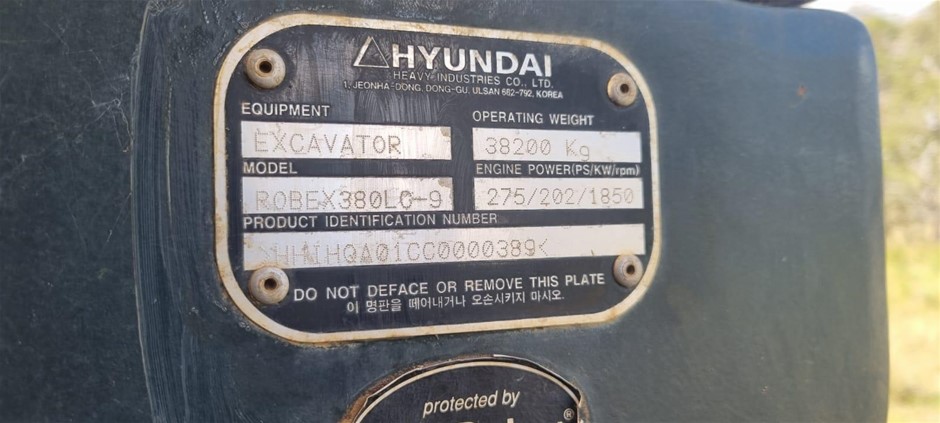 HYUNDAI
HEAVY INDUSTRIES CO., LTD.
1, JEONHA-DONG, DONG-GU, ULSAN 682-792, KOREA
EQUIPMENT
OPERATING WEIGHT
EXCAVATOR
38200 Kg
MODEL
ENGINE POWER(PS/KW/rpm)
ROBEX380LC-9
275/202/1850
PRODUCT IDENTIFICATION NUMBER
DO NOT DEFACE OR REMOVE THIS PLATE
이 명판을 떼어내거나 오손시키지 마시오.
protected by
®